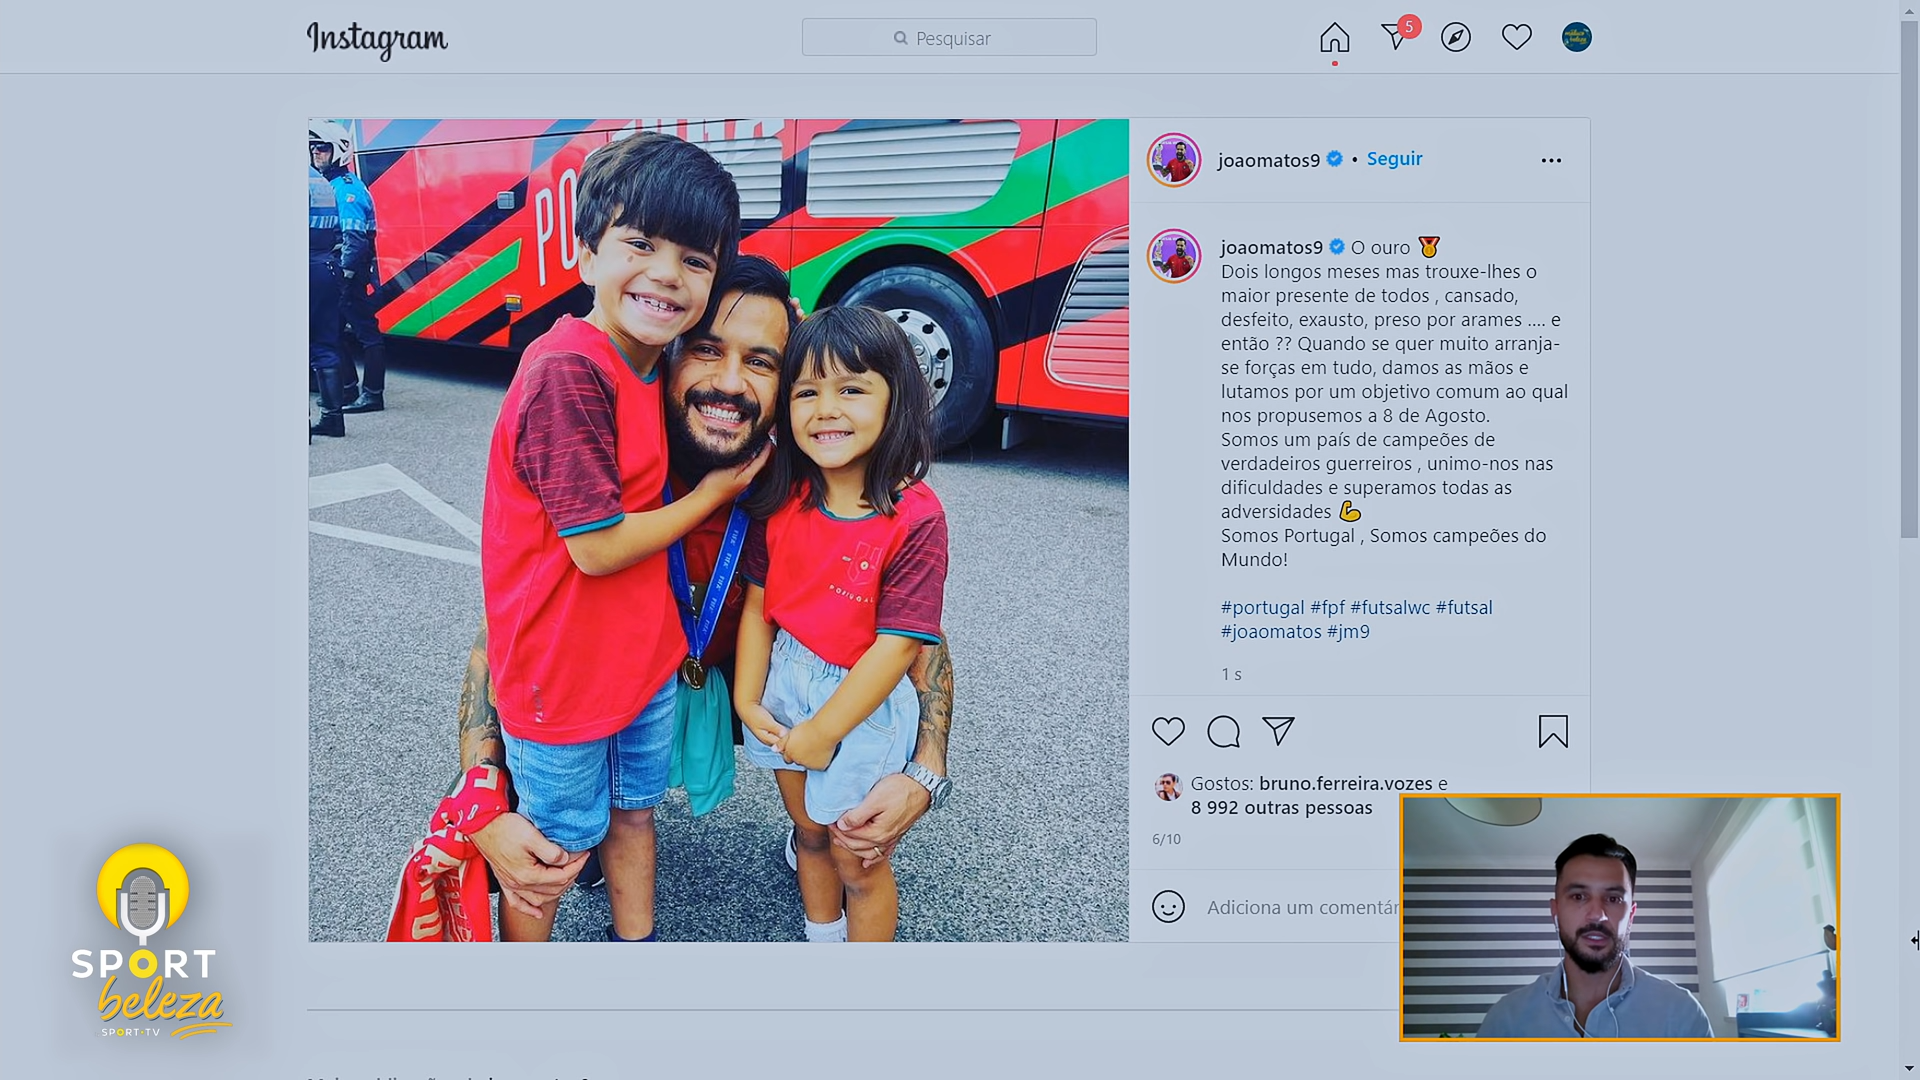 Instagram
Pesquisar
5
PO
joaomatos9 • Seguir
joaomatos9 O ouro 🏅
Dois longos meses mas trouxe-lhes o
maior presente de todos , cansado,
desfeito, exausto, preso por arames .... e
então ?? Quando se quer muito arranja-
se forças em tudo, damos as mãos e
lutamos por um objetivo comum ao qual
nos propusemos a 8 de Agosto.
Somos um país de campeões de
verdadeiros guerreiros , unimo-nos nas
dificuldades e superamos todas as
adversidades 💪
Somos Portugal , Somos campeões do
Mundo!
#portugal #fpf #futsalwc #futsal
#joaomatos #jm9
1 s
PORTUGAL
Gostos: bruno.ferreira.vozes e
8 992 outras pessoas
6/10
Adiciona um comentár
SPORT
beleza
SPORT•TV